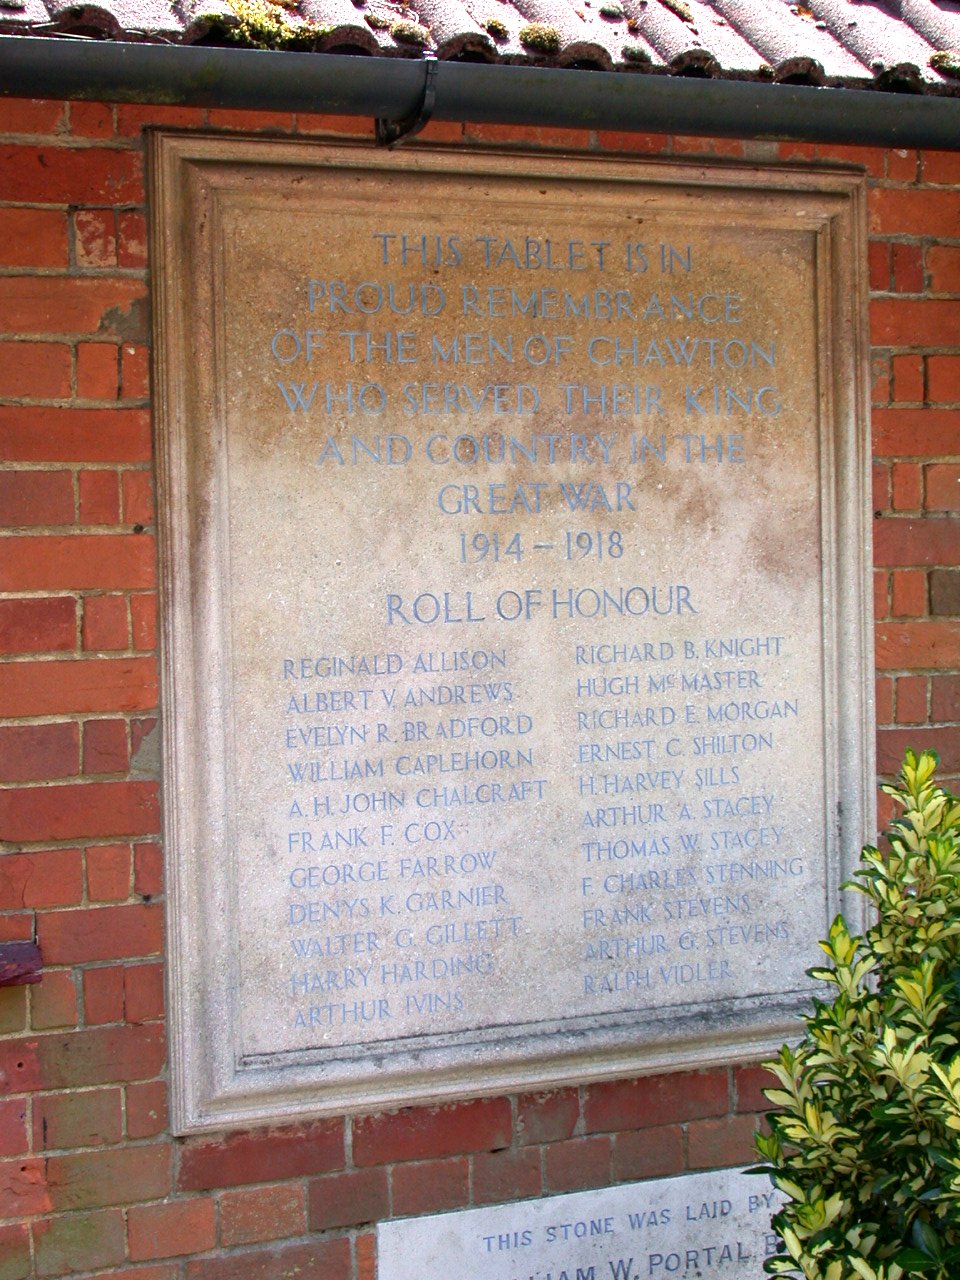 THIS TABLET IS IN
PROUD REMEMBRANCE
OF THE MEN OF CHAWTON
WHO SERVED THEIR KING
AND COUNTRY IN THE
GREAT WAR
1914 – 1918
ROLL OF HONOUR
REGINALD ALLISON
ALBERT V. ANDREWS
EVELYN R. BRADFORD
WILLIAM CAPLEHORN
A. H. JOHN CHALCRAFT
FRANK F. COX
GEORGE FARROW
DENYS K. GARNIER
WALTER G. GILLETT
HARRY HARDING
ARTHUR IVINS
RICHARD B. KNIGHT
HUGH McMASTER
RICHARD E. MORGAN
ERNEST C. SHILTON
H. HARVEY SILLS
ARTHUR A. STACEY
THOMAS W. STACEY
F. CHARLES STENNING
FRANK STEVENS
ARTHUR G. STEVENS
RALPH VIDLER
THIS STONE WAS LAID BY
W. PORTAL